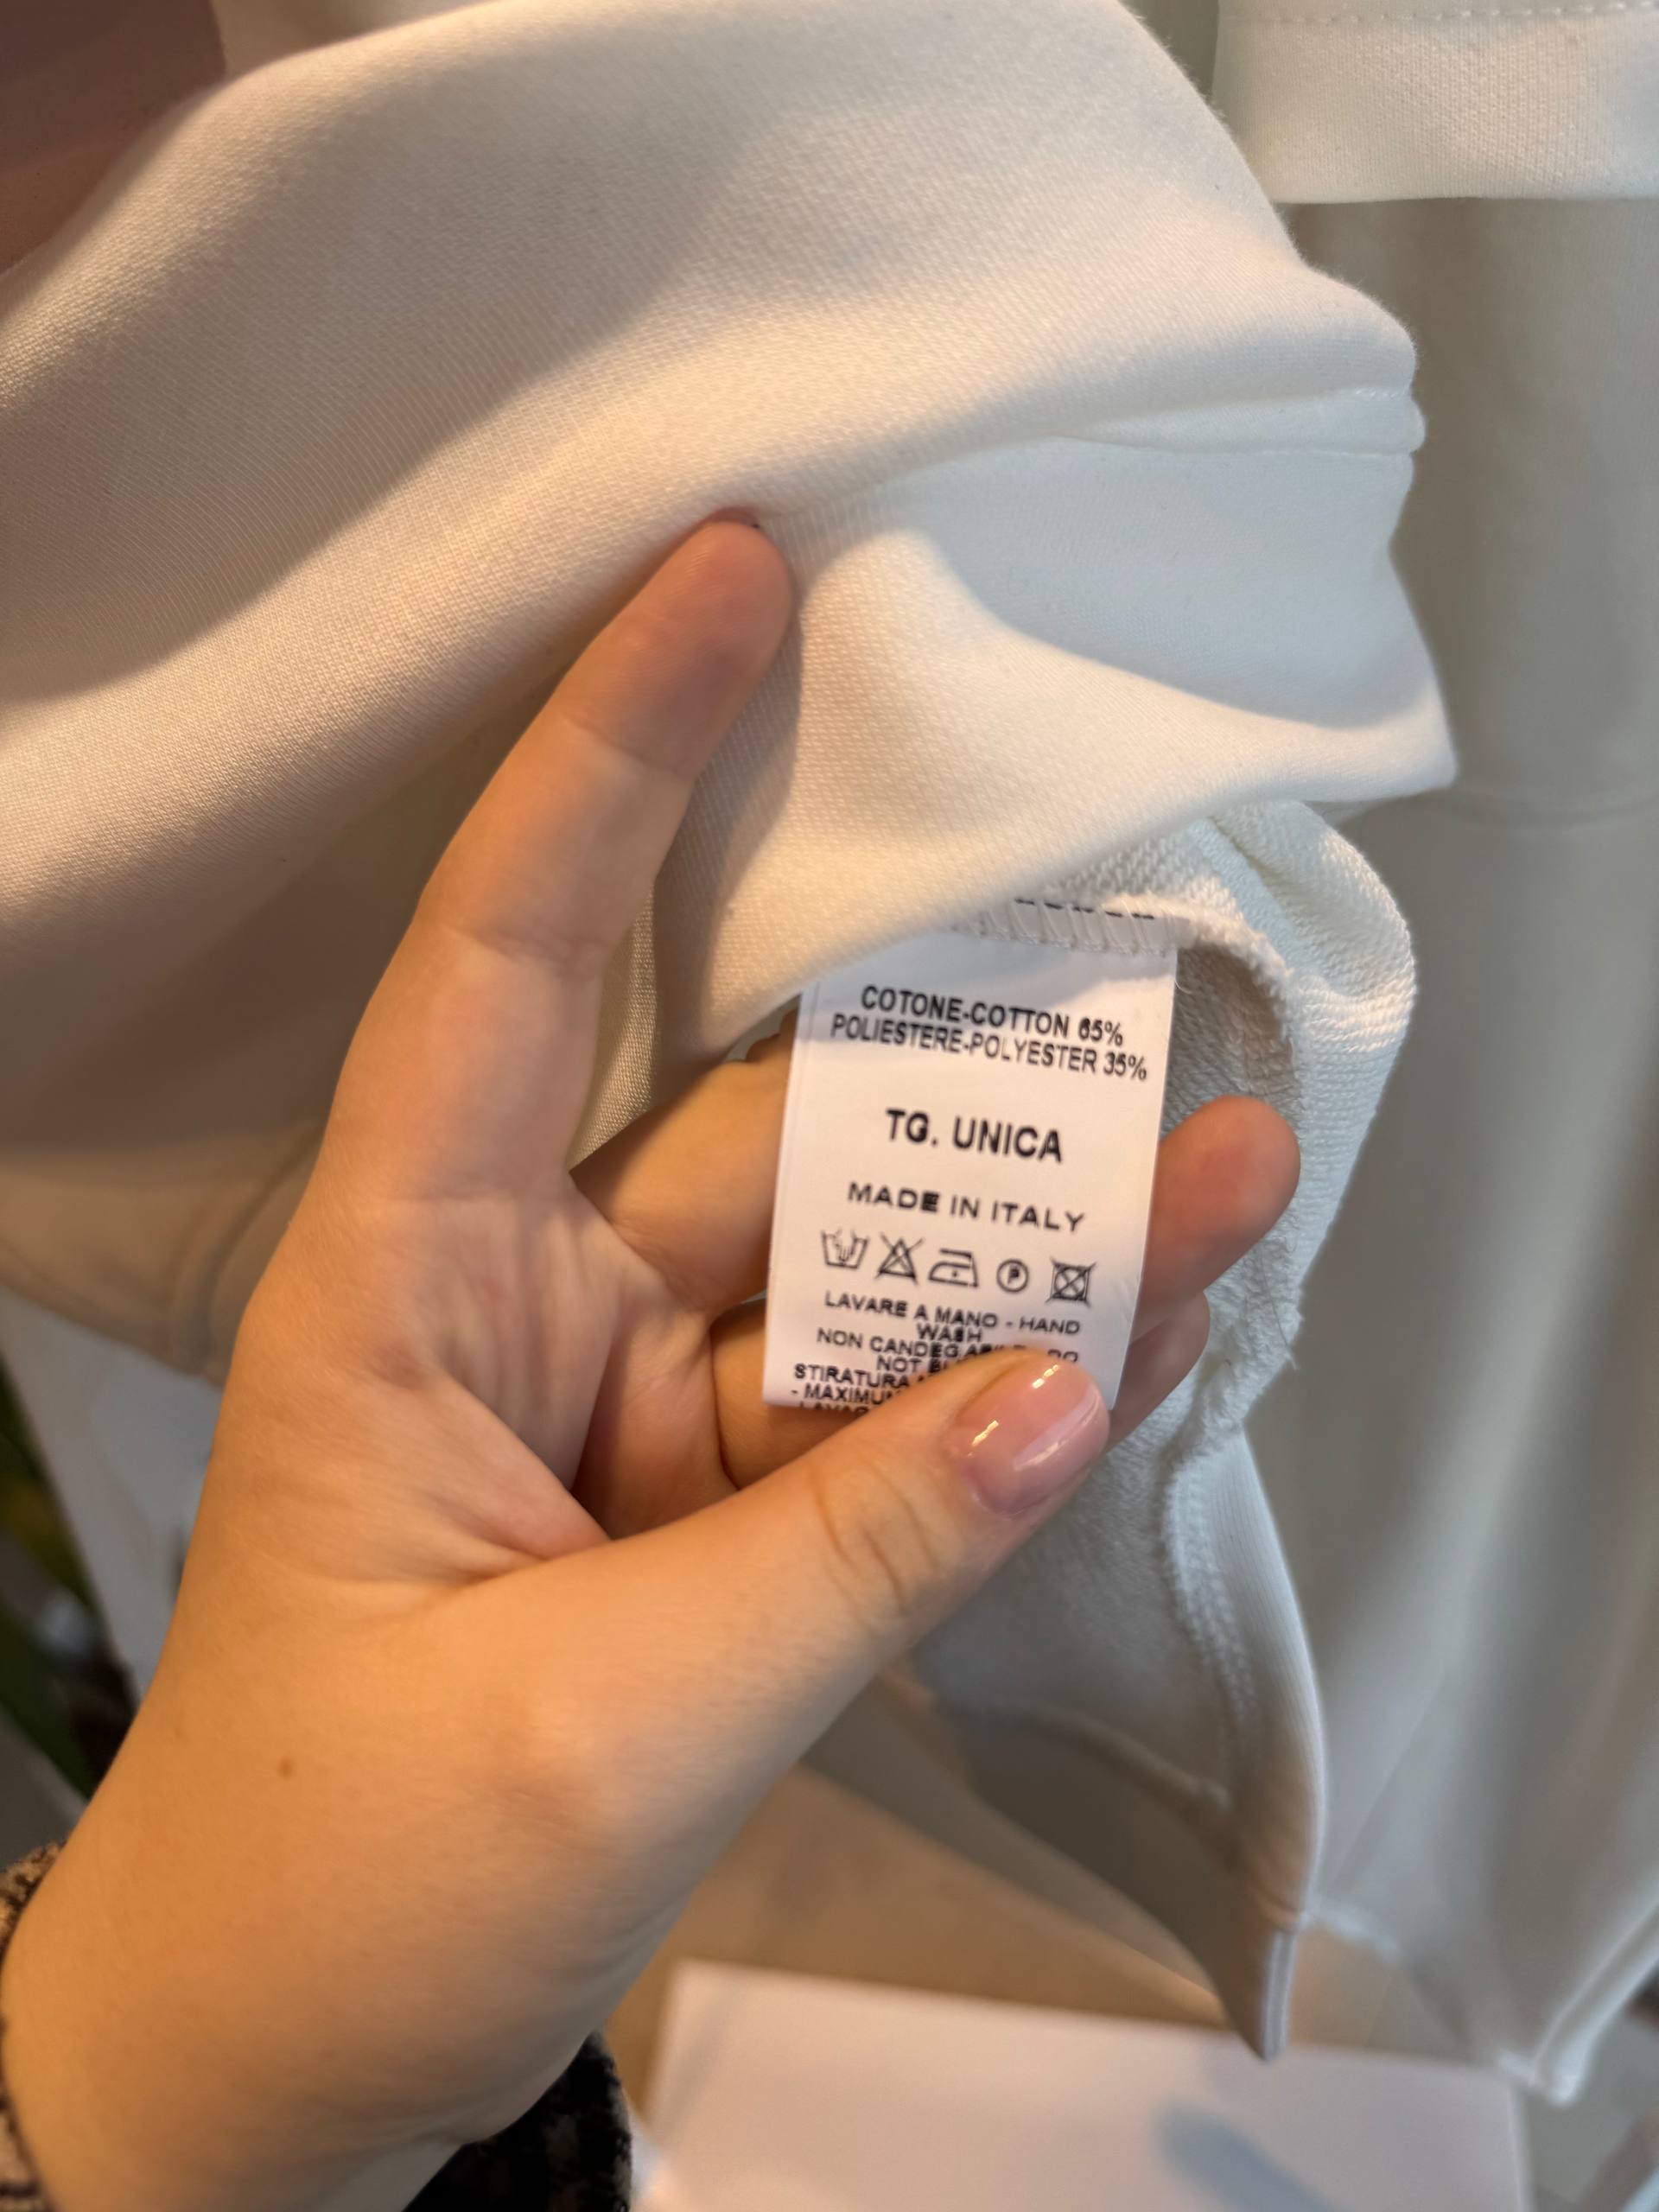 COTONE-COTTON 65%
POLIESTERE-POLYESTER 35%
TG. UNICA
MADE IN ITALY
P
LAVARE A MANO - HAND
WASH
NON
NOT
STIRATURA
- MAXIMUM